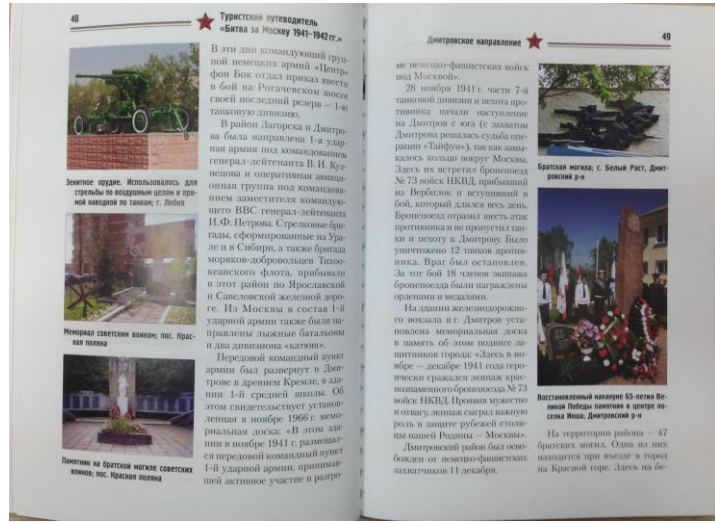 48
Туристский путеводитель
«Битва за Москву 1941–1942 гг.»
Зенитное орудие. Использовалось для
стрельбы по воздушным целям и пря-
мой наводкой по танкам; г. Лобня
Мемориал советским воинам; пос. Крас-
ная поляна
Памятник на братской могиле советских
воинов; пос. Красная поляна
В эти дни командующий груп-
пой немецких армий «Центр»
фон Бок отдал приказ ввести
в бой на Рогачевском шоссе
своей последний резерв — 1-ю
танковую дивизию.
В район Загорска и Дмитро-
ва была направлена 1-я удар-
ная армия под командованием
генерал-лейтенанта В. И. Куз-
нецова и оперативная авиаци-
онная группа под командова-
нием заместителя командую-
щего ВВС генерал-лейтенанта
И. Ф. Петрова. Стрелковые бри-
гады, сформированные на Ура-
ле и в Сибири, а также бригада
моряков-добровольцев Тихоо-
кеанского флота, прибывали
в этот район по Ярославской
и Савеловской железной доро-
ге. Из Москвы в состав 1-й
ударной армии также были на-
правлены лыжные батальоны
и два дивизиона «катюш».
Передовой командный пункт
армии был развернут в Дми-
трове в древнем Кремле, в зда-
нии 1-й средней школы. Об
этом свидетельствует установ-
ленная в ноябре 1966 г. мемо-
риальная доска: «В этом зда-
нии в ноябре 1941 г. размещал-
ся передовой командный пункт
1-й ударной армии, принимав-
шей активное участие в разгро-
Дмитровское направление
49
ме немецко-фашистских войск
под Москвой».
28 ноября 1941 г. части 7-й
танковой дивизии и пехота про-
тивника начали наступление
на Дмитров с юга (с захватим
Дмитрова решалась судьба опе-
рации «Тайфун»), так как замы-
калось кольцо вокруг Москвы.
Здесь их встретил бронепоезд
№ 73 войск НКВД, прибывший
из Вербилок и вступивший в
бой, который длился весь день.
Бронепоезд отразил шесть атак
противника и не пропустил тан-
ки и пехоту к Дмитрову. Было
уничтожено 12 танков против-
ника. Враг был остановлен.
За тот бой 18 членов экипажа
бронепоезда были награждены
орденами и медалями.
На здании железнодорожно-
го вокзала в г. Дмитров уста-
новлена мемориальная доска
в память об этом подвиге за-
щитников города: «Здесь в но-
ябре — декабре 1941 года геро-
ически сражался экипаж крас-
нознаменного бронепоезда № 73
войск НКВД. Проявив мужество
и отвагу, экипаж сыграл важную
роль в защите рубежей столи-
цы нашей Родины — Москвы».
Дмитровский район был осво-
божден от немецко-фашистских
захватчиков 11 декабря.
Братская могила; с. Белый Раст, Дмит-
ровский р-н
Восстановленный накануне 65-летия Ве-
ликой Победы памятник в центре по-
селка Икша; Дмитровский р-н
На территории района — 47
братских могил. Одна из них
находится при въезде в город
на Красной горе. Здесь на бе-